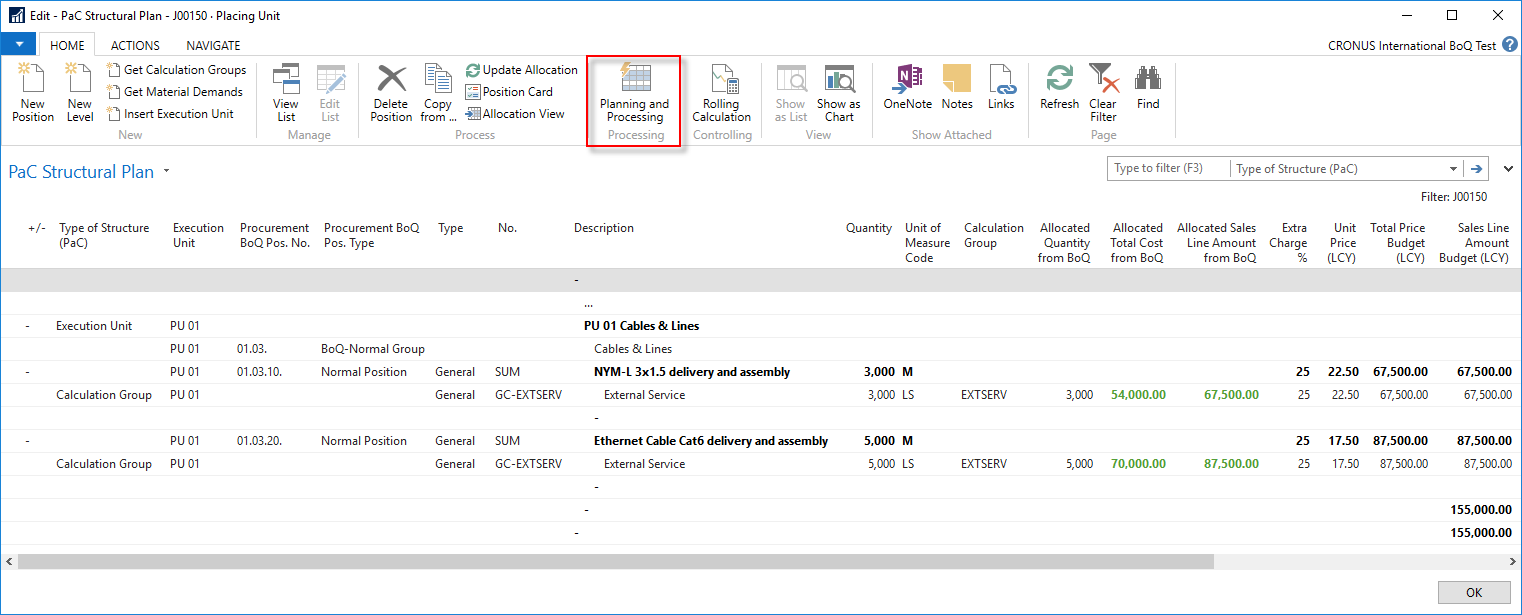 Edit - PaC Structural Plan - J00150 · Placing Unit
HOME ACTIONS NAVIGATE CRONUS International BoQ Test ?
New Position
New Level
Get Calculation Groups
Get Material Demands
Insert Execution Unit
New
View List
Edit List
Manage
Delete Position
Copy from ...
Update Allocation
Position Card
Allocation View
Process
Planning and Processing
Processing
Rolling Calculation
Controlling
Show as List
Show as Chart
View
OneNote
Notes
Links
Show Attached
Refresh
Clear Filter
Find
Page
PaC Structural Plan
Type to filter (F3) Type of Structure (PaC)
Filter: J00150
+/- Type of Structure (PaC) Execution Unit Procurement BoQ Pos. No. Procurement BoQ Pos. Type Type No. Description Quantity Unit of Measure Code Calculation Group Allocated Quantity from BoQ Allocated Total Cost from BoQ Allocated Sales Line Amount from BoQ Extra Charge % Unit Price (LCY) Total Price Budget (LCY) Sales Line Amount Budget (LCY)
-
...
- Execution Unit PU 01 PU 01 Cables & Lines
PU 01 01.03. BoQ-Normal Group Cables & Lines
- PU 01 01.03.10. Normal Position General SUM NYM-L 3x1.5 delivery and assembly 3,000 M 25 22.50 67,500.00 67,500.00
Calculation Group PU 01 General GC-EXTSERV External Service 3,000 LS EXTSERV 3,000 54,000.00 67,500.00 25 22.50 67,500.00 67,500.00
-
- PU 01 01.03.20. Normal Position General SUM Ethernet Cable Cat6 delivery and assembly 5,000 M 25 17.50 87,500.00 87,500.00
Calculation Group PU 01 General GC-EXTSERV External Service 5,000 LS EXTSERV 5,000 70,000.00 87,500.00 25 17.50 87,500.00 87,500.00
-
- 155,000.00
- 155,000.00
OK